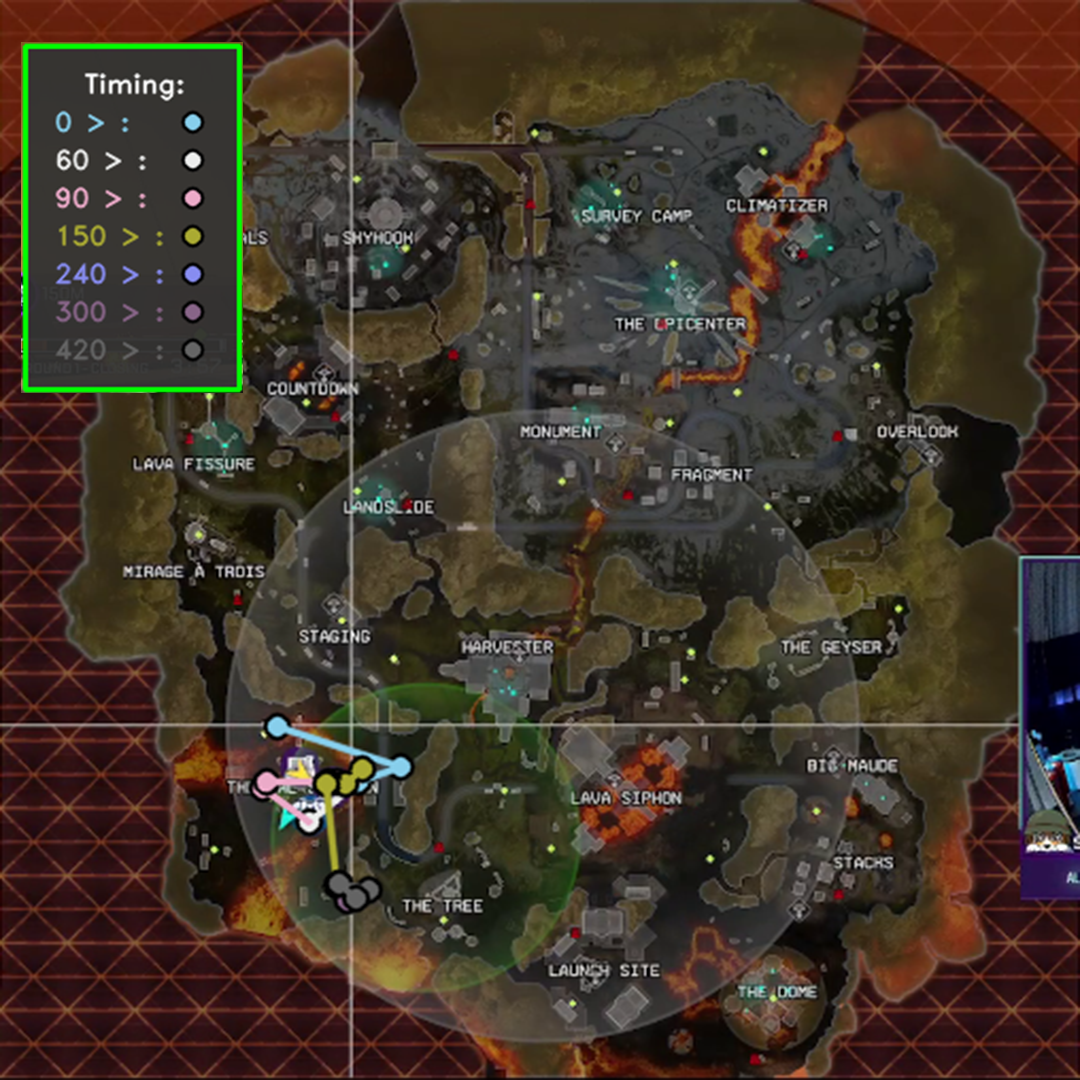 Timing:
0 > :
60 > :
90 > :
150 > :
240 > :
300 > :
420 > :
ALS
SKYHOOK
SURVEY CAMP
CLIMATIZER
THE EPICENTER
COUNTDOWN
MONUMENT
OVERLOOK
LAVA FISSURE
FRAGMENT
LANDSLIDE
MIRAGE À TROIS
STAGING
HARVESTER
THE GEYSER
BIG MAUDE
LAVA SIPHON
STACKS
THE TREE
LAUNCH SITE
THE DOME